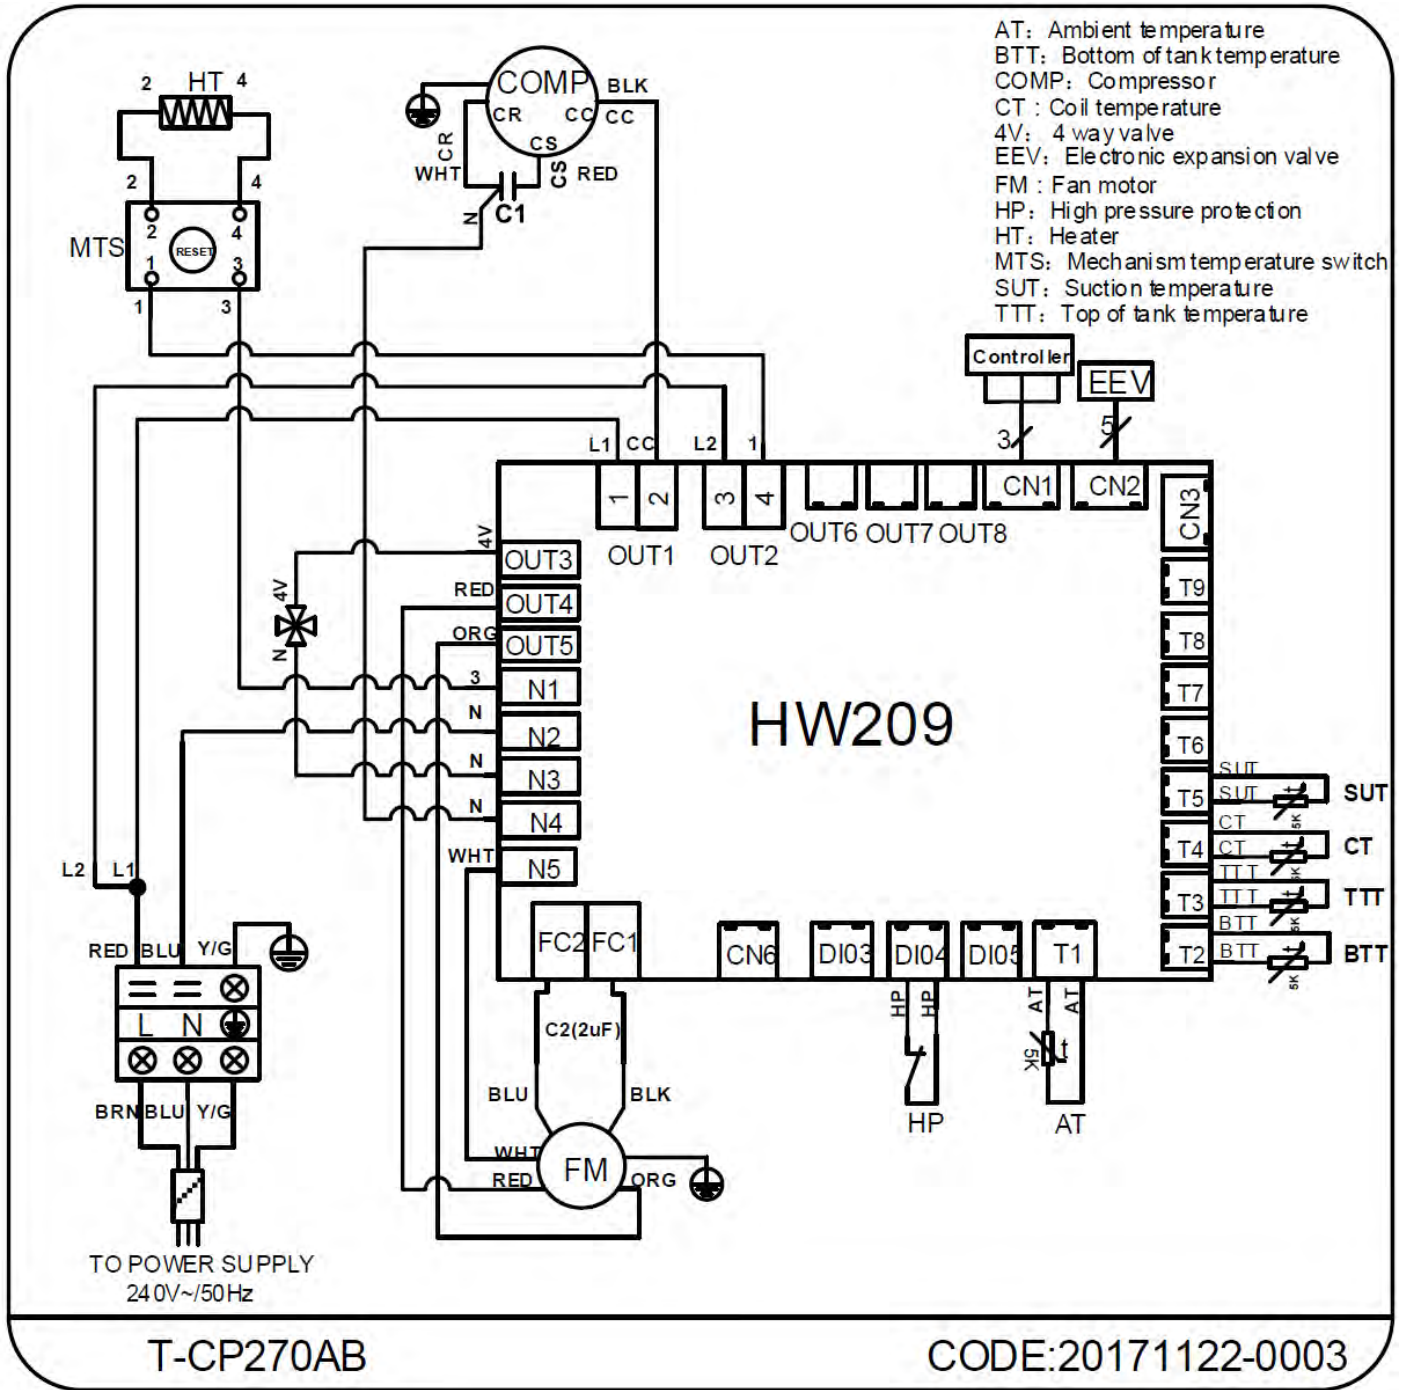 AT: Ambient temperature
BTT: Bottom of tank temperature
COMP: Compressor
CT : Coil temperature
4V: 4 way valve
EEV: Electronic expansion valve
FM : Fan motor
HP: High pressure protection
HT: Heater
MTS: Mechanism temperature switch
SUT: Suction temperature
TTT: Top of tank temperature
2 HT 4
2 4
MTS
2 4
RESET
1 3
1 3
COMP
CR CC
CS
BLK
CC
CR
WHT
CS
RED
C1
N
Controller
EEV
3
5
L1 CC L2 1
1 2 3 4
CN1 CN2
OUT1 OUT2 OUT6 OUT7 OUT8
4V
OUT3
RED
OUT4
ORG
OUT5
3
N1
N
N2
N
N3
N
N4
WHT
N5
4V
N
HW209
CN3
T9
T8
T7
T6
T5
T4
T3
T2
SUT
SUT
t
5K
SUT
CT
CT
t
5K
CT
TTT
TTT
t
5K
TTT
BTT
BTT
t
5K
BTT
FC2 FC1
CN6 DI03 DI04 DI05 T1
HP HP
HP
AT AT
5K
t
AT
C2(2uF)
BLU BLK
FM
WHT
RED
ORG
L2 L1
RED BLU Y/G
L N
BRN BLU Y/G
TO POWER SUPPLY
240V~/50Hz
T-CP270AB
CODE:20171122-0003